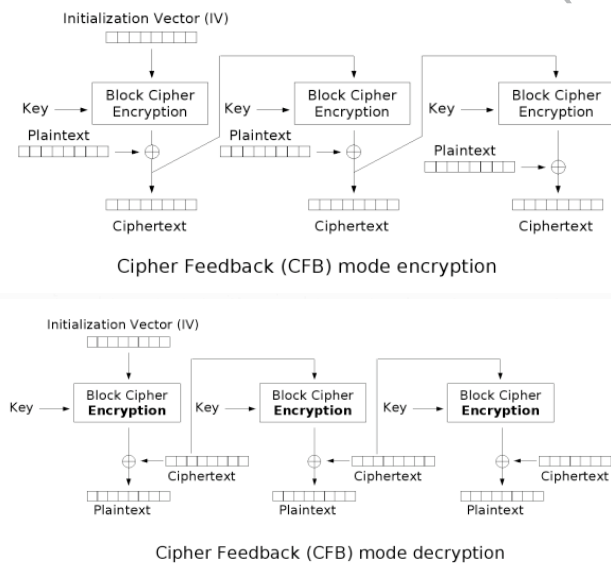 Initialization Vector (IV)
Block Cipher Encryption
Block Cipher Encryption
Block Cipher Encryption
Key
Key
Key
Plaintext
Plaintext
Plaintext
Ciphertext
Ciphertext
Ciphertext
Cipher Feedback (CFB) mode encryption
Initialization Vector (IV)
Block Cipher
Encryption
Block Cipher
Encryption
Block Cipher
Encryption
Key
Key
Key
Ciphertext
Ciphertext
Ciphertext
Plaintext
Plaintext
Plaintext
Cipher Feedback (CFB) mode decryption